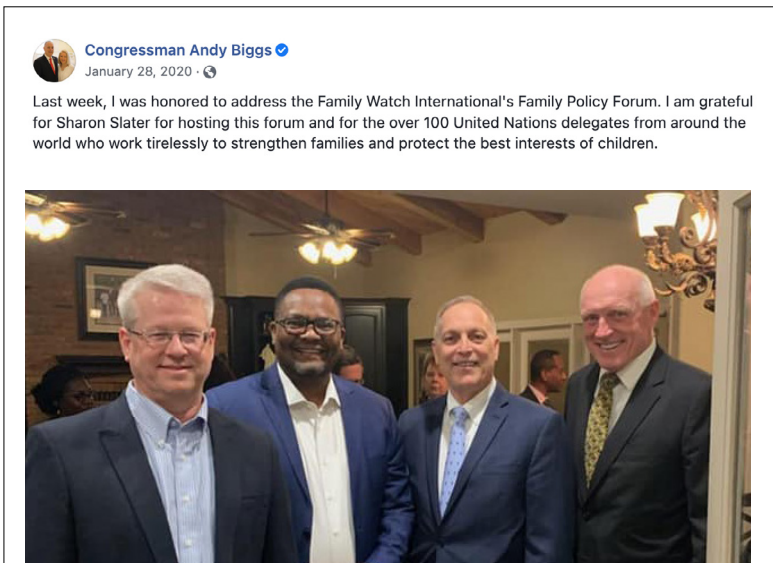 Congressman Andy Biggs
January 28, 2020 ·
Last week, I was honored to address the Family Watch International's Family Policy Forum. I am grateful
for Sharon Slater for hosting this forum and for the over 100 United Nations delegates from around the
world who work tirelessly to strengthen families and protect the best interests of children.